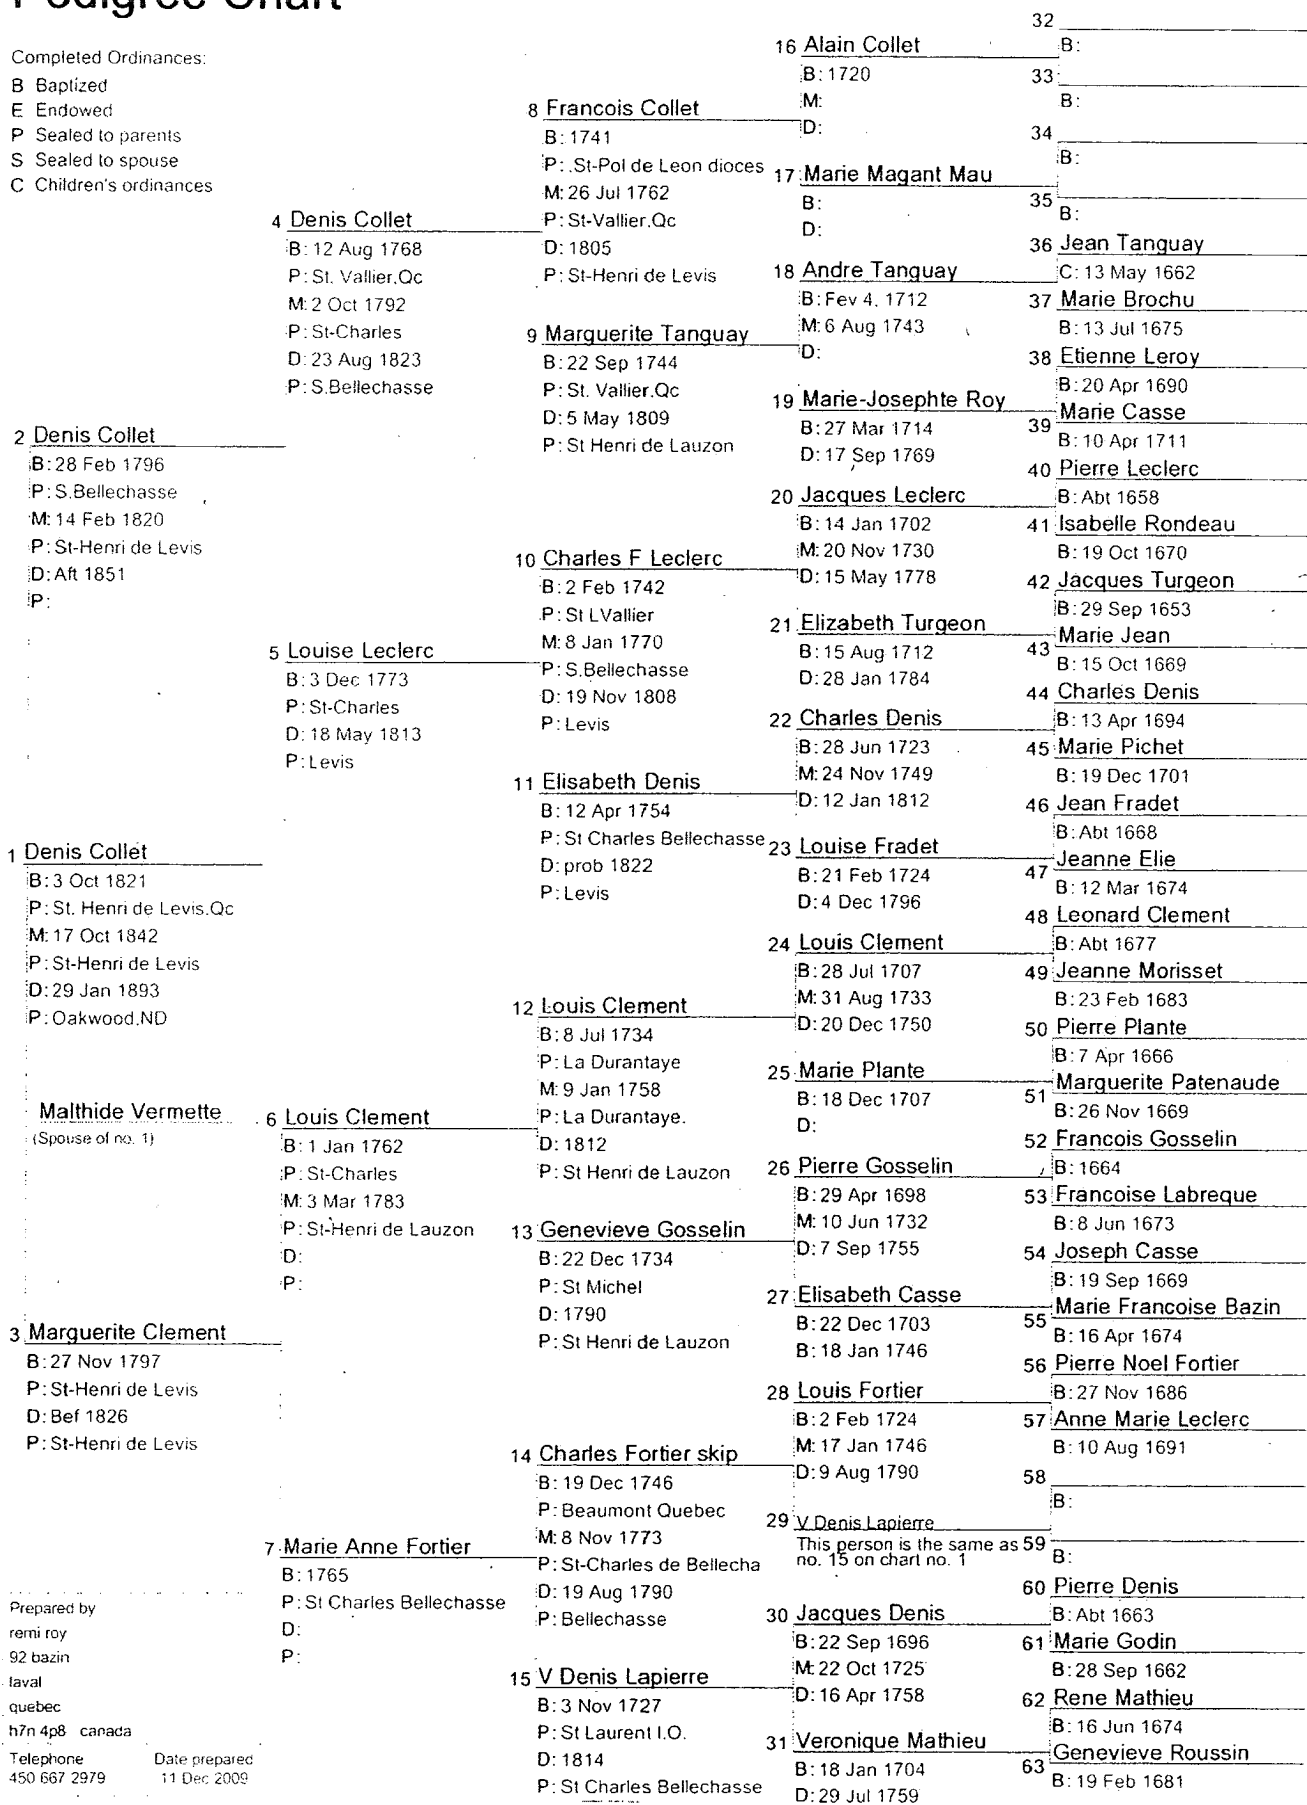 Pedigree Chart
Completed Ordinances:
B Baptized
E Endowed
P Sealed to parents
S Sealed to spouse
C Children's ordinances
1 Denis Collet
B: 3 Oct 1821
P: St. Henri de Levis.Qc
M: 17 Oct 1842
P: St-Henri de Levis
D: 29 Jan 1893
P: Oakwood.ND
Malthide Vermette
(Spouse of no. 1)
2 Denis Collet
B: 28 Feb 1796
P: S.Bellechasse
M: 14 Feb 1820
P: St-Henri de Levis
D: Aft 1851
P:
3 Marguerite Clement
B: 27 Nov 1797
P: St-Henri de Levis
D: Bef 1826
P: St-Henri de Levis
4 Denis Collet
B: 12 Aug 1768
P: St. Vallier.Qc
M: 2 Oct 1792
P: St-Charles
D: 23 Aug 1823
P: S.Bellechasse
5 Louise Leclerc
B: 3 Dec 1773
P: St-Charles
D: 18 May 1813
P: Levis
6 Louis Clement
B: 1 Jan 1762
P: St-Charles
M: 3 Mar 1783
P: St-Henri de Lauzon
D:
P:
7 Marie Anne Fortier
B: 1765
P: St Charles Bellechasse
D:
P:
8 Francois Collet
B: 1741
P: .St-Pol de Leon dioces
M: 26 Jul 1762
P: St-Vallier.Qc
D: 1805
P: St-Henri de Levis
9 Marguerite Tanguay
B: 22 Sep 1744
P: St. Vallier.Qc
D: 5 May 1809
P: St Henri de Lauzon
10 Charles F Leclerc
B: 2 Feb 1742
P: St LVallier
M: 8 Jan 1770
P: S.Bellechasse
D: 19 Nov 1808
P: Levis
11 Elisabeth Denis
B: 12 Apr 1754
P: St Charles Bellechasse
D: prob 1822
P: Levis
12 Louis Clement
B: 8 Jul 1734
P: La Durantaye
M: 9 Jan 1758
P: La Durantaye.
D: 1812
P: St Henri de Lauzon
13 Genevieve Gosselin
B: 22 Dec 1734
P: St Michel
D: 1790
P: St Henri de Lauzon
14 Charles Fortier skip
B: 19 Dec 1746
P: Beaumont Quebec
M: 8 Nov 1773
P: St-Charles de Bellecha
D: 19 Aug 1790
P: Bellechasse
15 V Denis Lapierre
B: 3 Nov 1727
P: St Laurent I.O.
D: 1814
P: St Charles Bellechasse
16 Alain Collet
B: 1720
M:
D:
17 Marie Magant Mau
B:
D:
18 Andre Tanguay
B: Fev 4, 1712
M: 6 Aug 1743
D:
19 Marie-Josephte Roy
B: 27 Mar 1714
D: 17 Sep 1769
20 Jacques Leclerc
B: 14 Jan 1702
M: 20 Nov 1730
D: 15 May 1778
21 Elizabeth Turgeon
B: 15 Aug 1712
D: 28 Jan 1784
22 Charles Denis
B: 28 Jun 1723
M: 24 Nov 1749
D: 12 Jan 1812
23 Louise Fradet
B: 21 Feb 1724
D: 4 Dec 1796
24 Louis Clement
B: 28 Jul 1707
M: 31 Aug 1733
D: 20 Dec 1750
25 Marie Plante
B: 18 Dec 1707
D:
26 Pierre Gosselin
B: 29 Apr 1698
M: 10 Jun 1732
D: 7 Sep 1755
27 Elisabeth Casse
B: 22 Dec 1703
B: 18 Jan 1746
28 Louis Fortier
B: 2 Feb 1724
M: 17 Jan 1746
D: 9 Aug 1790
29 V Denis Lapierre
This person is the same as
no. 15 on chart no. 1
30 Jacques Denis
B: 22 Sep 1696
M: 22 Oct 1725
D: 16 Apr 1758
31 Veronique Mathieu
B: 18 Jan 1704
D: 29 Jul 1759
32
B:
33
B:
34
B:
35
B:
36 Jean Tanguay
C: 13 May 1662
37 Marie Brochu
B: 13 Jul 1675
38 Etienne Leroy
B: 20 Apr 1690
39 Marie Casse
B: 10 Apr 1711
40 Pierre Leclerc
B: Abt 1658
41 Isabelle Rondeau
B: 19 Oct 1670
42 Jacques Turgeon
B: 29 Sep 1653
43 Marie Jean
B: 15 Oct 1669
44 Charles Denis
B: 13 Apr 1694
45 Marie Pichet
B: 19 Dec 1701
46 Jean Fradet
B: Abt 1668
47 Jeanne Elie
B: 12 Mar 1674
48 Leonard Clement
B: Abt 1677
49 Jeanne Morisset
B: 23 Feb 1683
50 Pierre Plante
B: 7 Apr 1666
51 Marguerite Patenaude
B: 26 Nov 1669
52 Francois Gosselin
B: 1664
53 Francoise Labreque
B: 8 Jun 1673
54 Joseph Casse
B: 19 Sep 1669
55 Marie Francoise Bazin
B: 16 Apr 1674
56 Pierre Noel Fortier
B: 27 Nov 1686
57 Anne Marie Leclerc
B: 10 Aug 1691
58
B:
59
B:
60 Pierre Denis
B: Abt 1663
61 Marie Godin
B: 28 Sep 1662
62 Rene Mathieu
B: 16 Jun 1674
63 Genevieve Roussin
B: 19 Feb 1681
Prepared by
remi roy
92 bazin
laval
quebec
h7n 4p8 canada
Telephone Date prepared
450 667 2979 11 Dec 2009